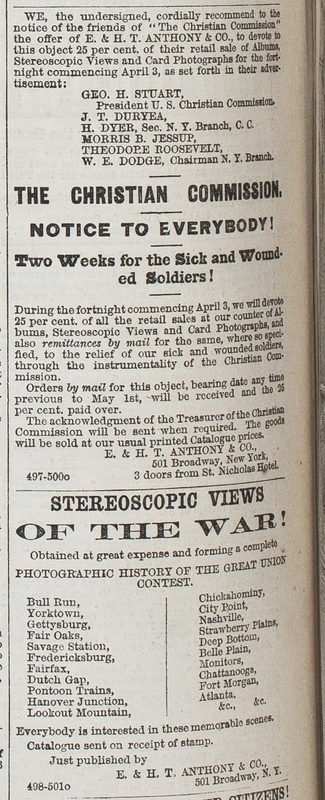 WE, the undersigned, cordially recommend to the
notice of the friends of "The Christian Commission"
the offer of E. & H. T. ANTHONY & CO., to devote to
this object 25 per cent. of their retail sale of Albums,
Stereoscopic Views and Card Photographs for the fort-
night commencing April 3, as set forth in their adver-
tisement:
GEO. H. STUART,
President U. S. Christian Commission.
J. T. DURYEA,
H. DYER, Sec. N. Y. Branch, C. C.
MORRIS B. JESSUP,
THEODORE ROOSEVELT,
W. E. DODGE, Chairman N. Y. Branch.
THE CHRISTIAN COMMISSION.
NOTICE TO EVERYBODY!
Two Weeks for the Sick and Wound-
ed Soldiers!
During the fortnight commencing April 3, we will devote
25 per cent. of all the retail sales at our counter of Al-
bums, Stereoscopic Views and Card Photographs, and
also remittances by mail for the same, where so speci-
fied, to the relief of our sick and wounded soldiers,
through the instrumentality of the Christian Com-
mission.
Orders by mail for this object, bearing date any time
previous to May 1st, will be received and the 25
per cent. paid over.
The acknowledgment of the Treasurer of the Christian
Commission will be sent when required. The goods
will be sold at our usual printed Catalogue prices.
E. & H. T. ANTHONY & CO.,
501 Broadway, New York,
497-500o 3 doors from St. Nicholas Hotel.
STEREOSCOPIC VIEWS
OF THE WAR!
Obtained at great expense and forming a complete
PHOTOGRAPHIC HISTORY OF THE GREAT UNION
CONTEST.
Bull Run,
Yorktown,
Gettysburg,
Fair Oaks,
Savage Station,
Fredericksburg,
Fairfax,
Dutch Gap,
Pontoon Trains,
Hanover Junction,
Lookout Mountain,
Chickahominy,
City Point,
Nashville,
Strawberry Plains,
Deep Bottom,
Belle Plain,
Monitors,
Chattanooga,
Fort Morgan,
Atlanta,
&c., &c.
Everybody is interested in these memorable scenes.
Catalogue sent on receipt of stamp.
Just published by
E. & H. T. ANTHONY & CO.,
498-501o 501 Broadway, N. Y.
CITIZENS!